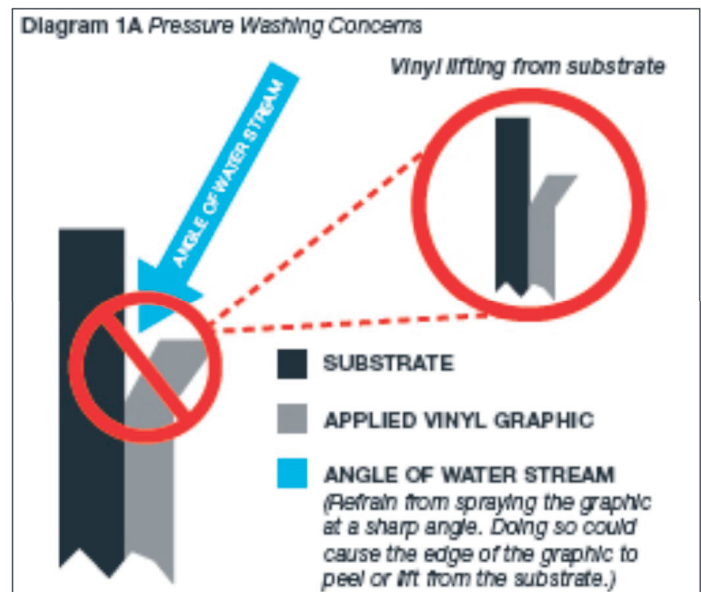 Diagram 1A Pressure Washing Concerns
Vinyl lifting from substrate
ANGLE OF WATER STREAM
SUBSTRATE
APPLIED VINYL GRAPHIC
ANGLE OF WATER STREAM
(Refrain from spraying the graphic
at a sharp angle. Doing so could
cause the edge of the graphic to
peel or lift from the substrate.)